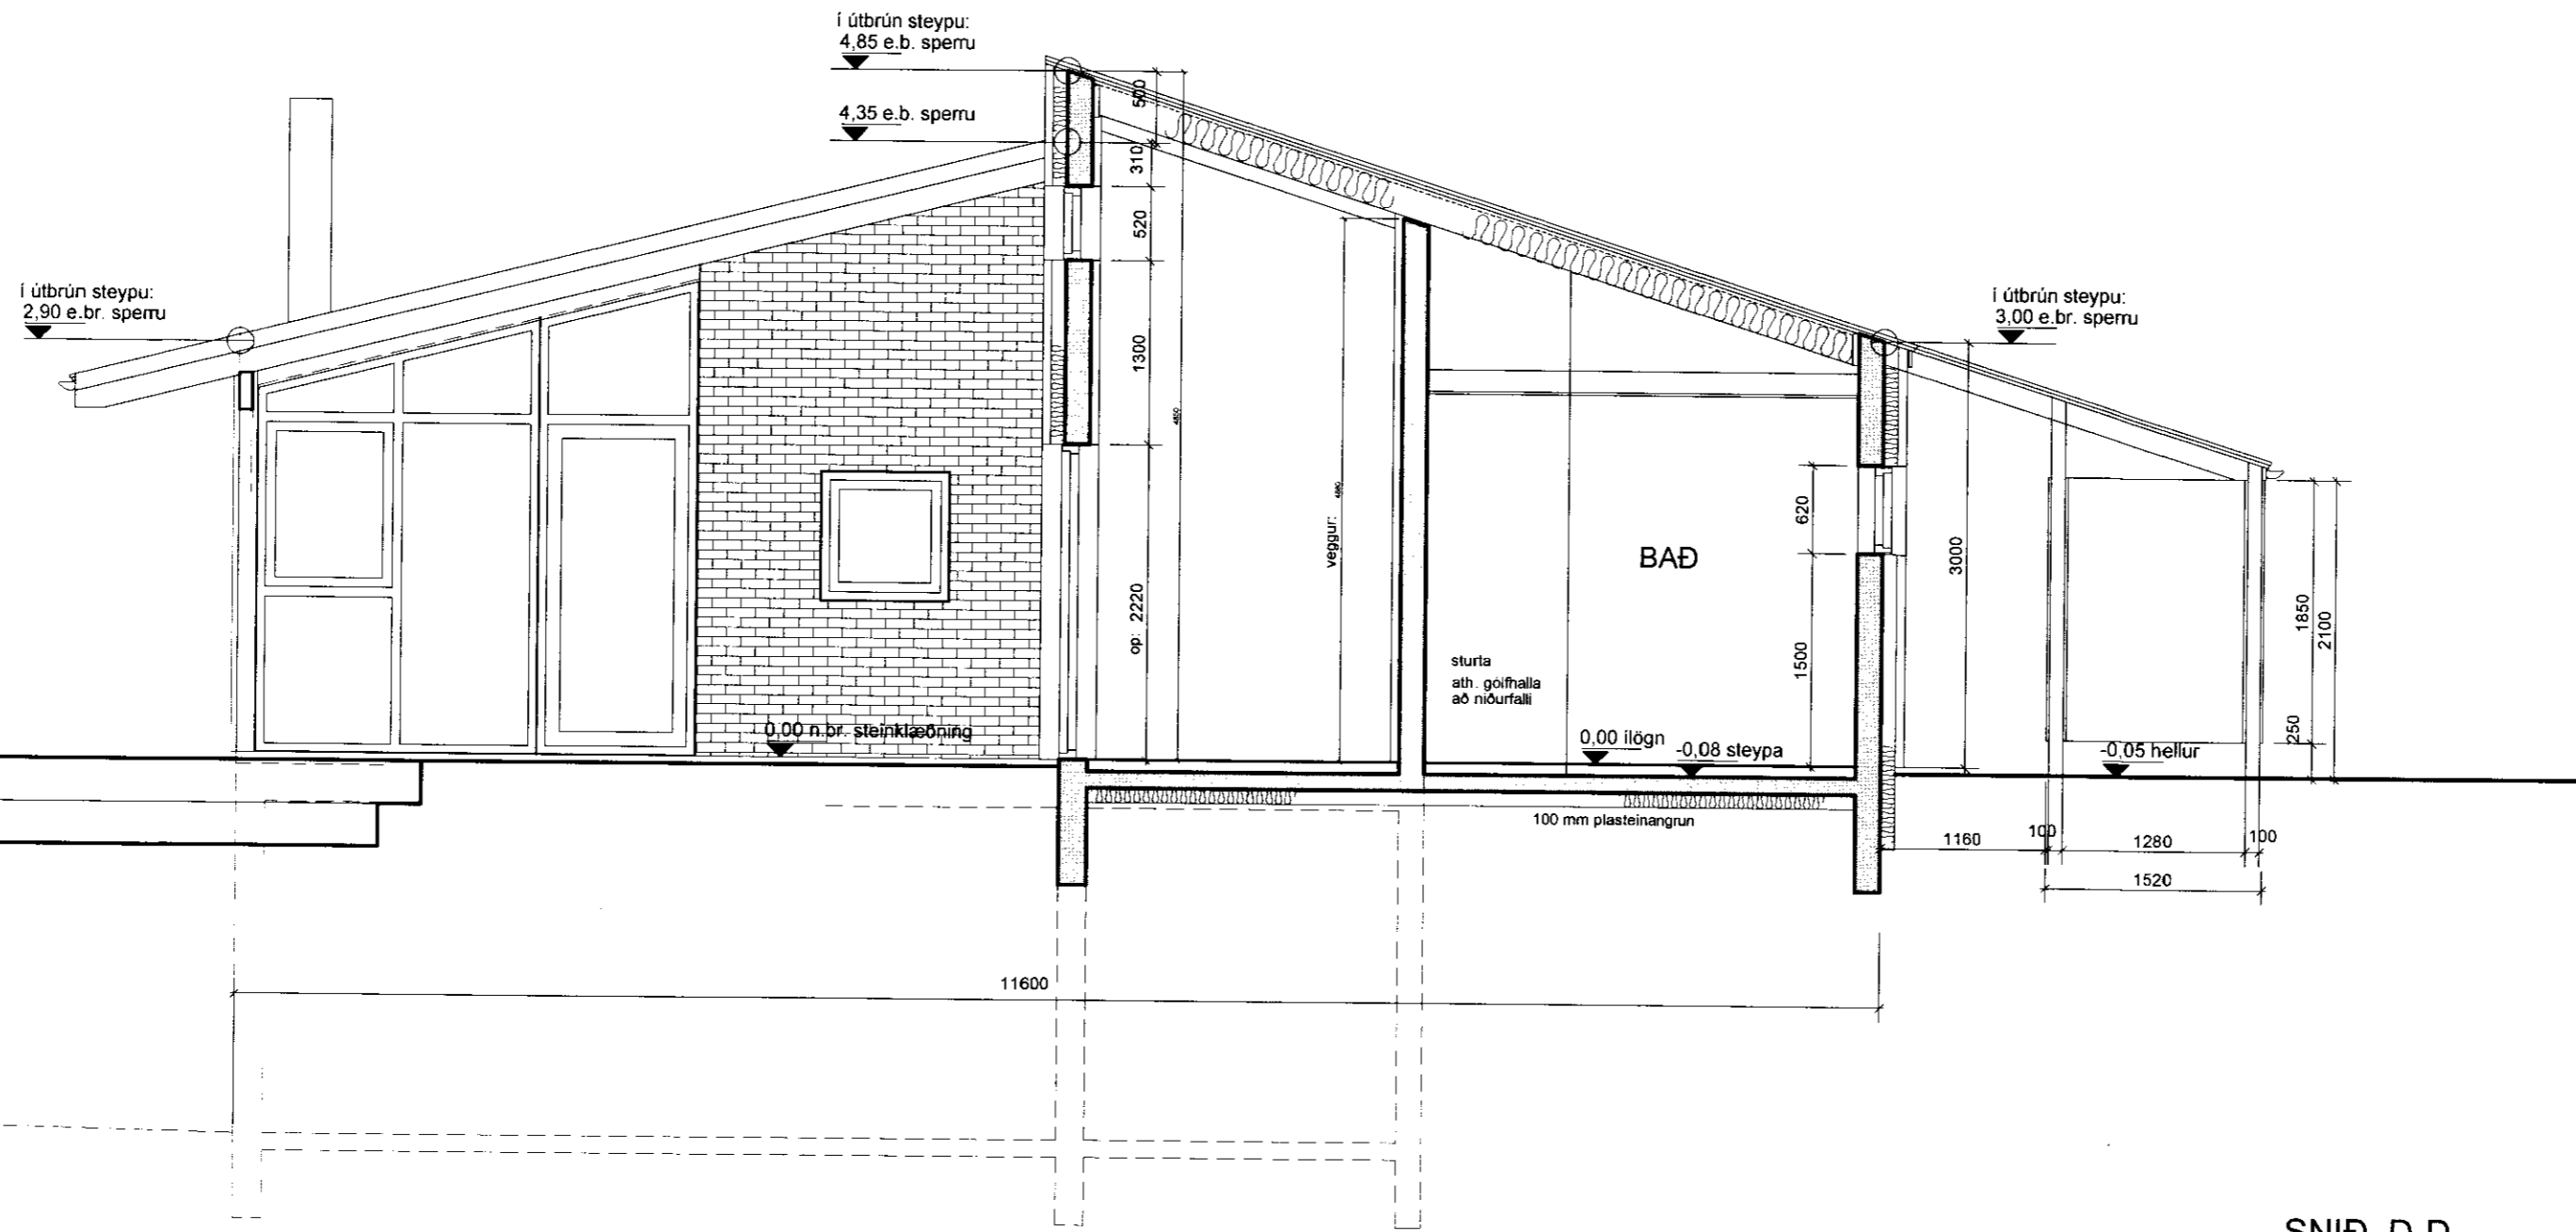 í útbrún steypu:
4,85 e.b. sperru
4,35 e.b. sperru
í útbrún steypu:
2,90 e.br. sperru
í útbrún steypu:
3,00 e.br. sperru
500
310
520
1300
op: 2220
4850
veggur:
620
1500
3000
BAÐ
sturta
ath. gólfhalla
að niðurfalli
1850
2100
250
0,00 n.br. steinklæðning
0,00 ílögn
-0,08 steypa
-0,05 hellur
100 mm plasteinangrun
1160
100
1280
100
1520
11600
SNIÐ D-D